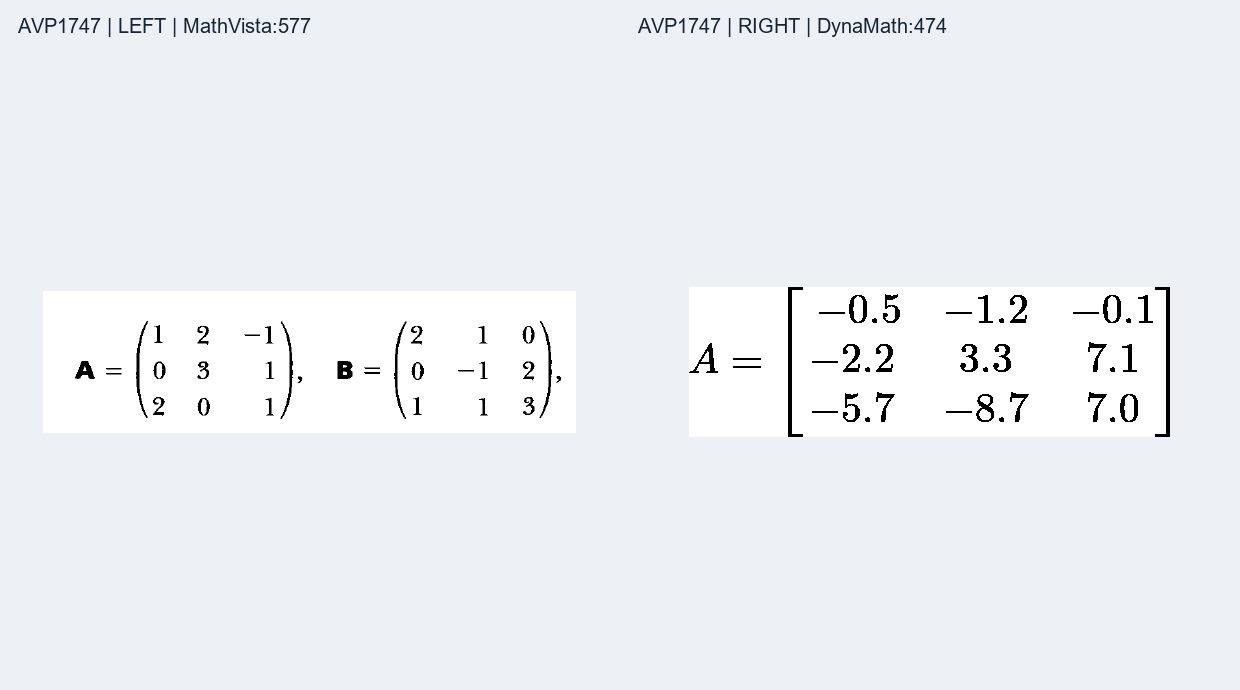 AVP1747 | LEFT | MathVista:577
AVP1747 | RIGHT | DynaMath:474
A = ( 1 2 −1
0 3 1
2 0 1 ),
B = ( 2 1 0
0 −1 2
1 1 3 ),
A = [ −0.5 −1.2 −0.1
−2.2 3.3 7.1
−5.7 −8.7 7.0 ]